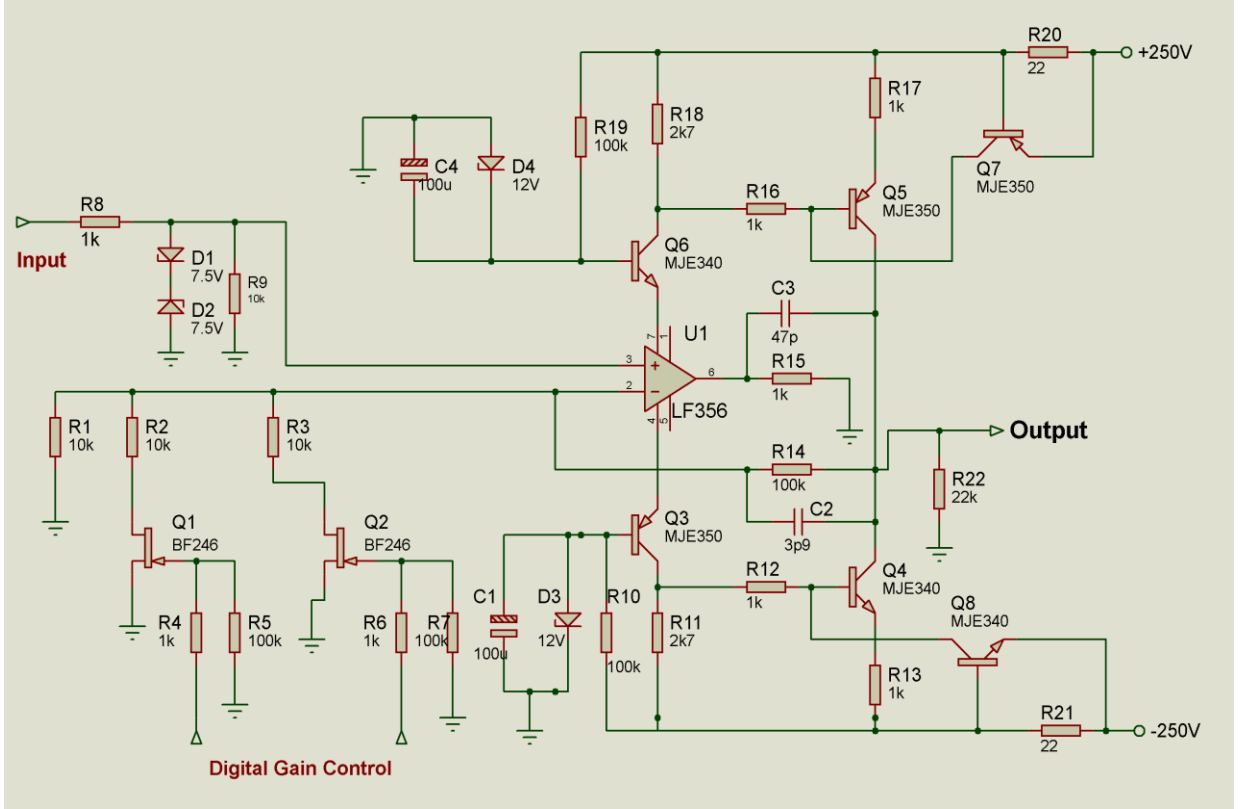 R20
22
+250V
R17
1k
R19
100k
R18
2k7
C4
100u
D4
12V
Q7
MJE350
R16
1k
Q5
MJE350
R8
1k
Input
D1
7.5V
R9
10k
D2
7.5V
Q6
MJE340
C3
47p
7
1
U1
3
+
2
−
6
R15
1k
LF356
4
5
R1
10k
R2
10k
R3
10k
Output
R14
100k
R22
22k
C2
3p9
Q1
BF246
Q2
BF246
Q3
MJE350
R12
1k
Q4
MJE340
Q8
MJE340
R4
1k
R5
100k
R6
1k
R7
100k
C1
100u
D3
12V
R10
100k
R11
2k7
R13
1k
R21
22
-250V
Digital Gain Control